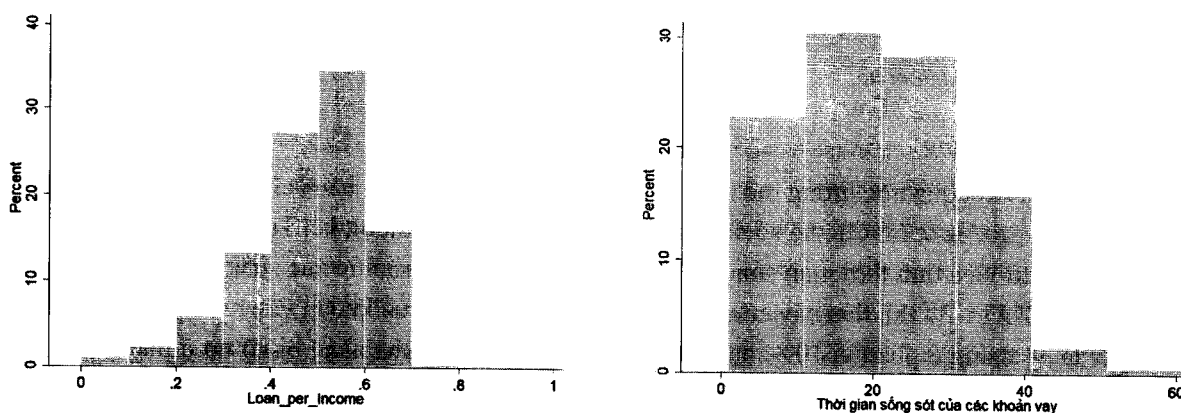 40
30
20
10
0
Percent
0 .2 .4 .6 .8 1
Loan_per_Income
30
20
10
0
Percent
0 20 40 60
Thời gian sống sót của các khoản vay